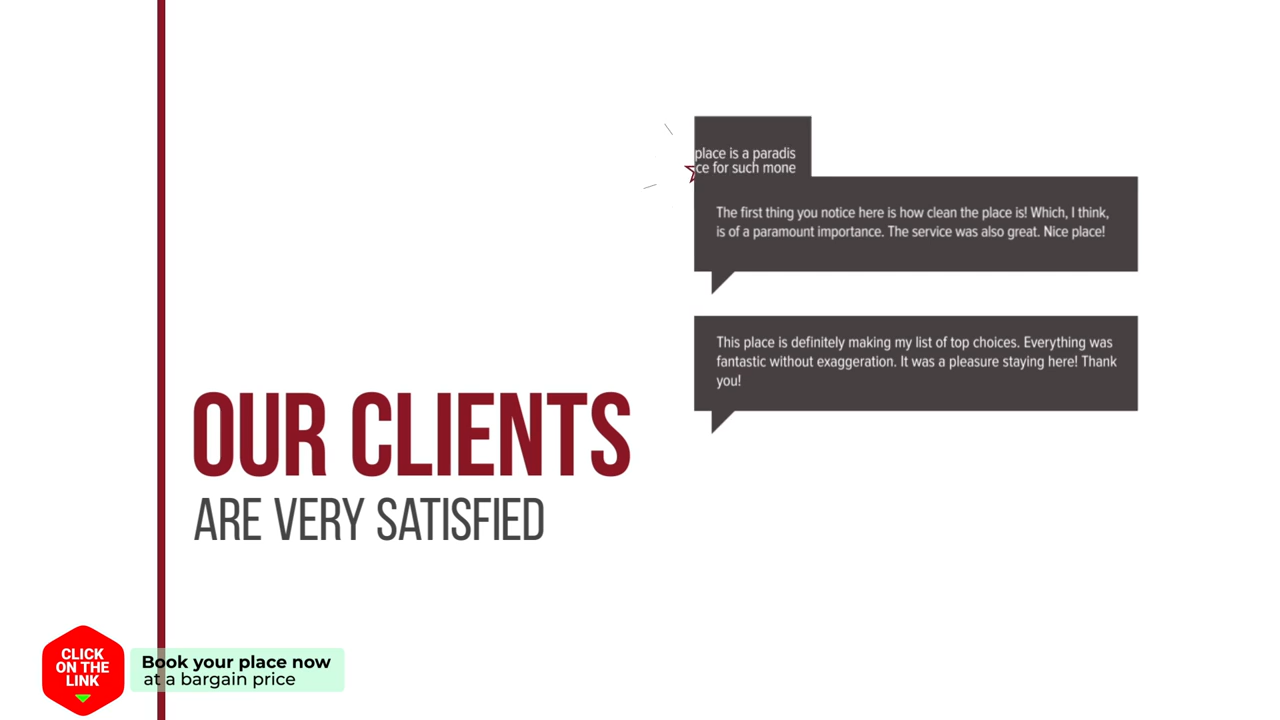 place is a
for such
The first thing you notice here is how clean the place is! Which, I think,
is of a paramount importance. The service was also great. Nice place!
This place is definitely making my list of top choices. Everything was
fantastic without exaggeration. It was a pleasure staying here! Thank
you!
OUR CLIENTS
ARE VERY SATISFIED
CLICK
ON THE
LINK
Book your place now
at a bargain price